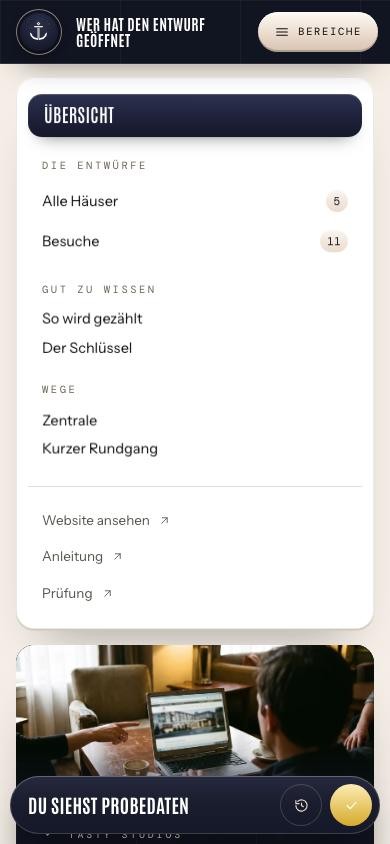 WER HAT DEN ENTWURF
GEÖFFNET
BEREICHE
ÜBERSICHT
DIE ENTWÜRFE
Alle Häuser 5
Besuche 11
GUT ZU WISSEN
So wird gezählt
Der Schlüssel
WEGE
Zentrale
Kurzer Rundgang
Website ansehen
Anleitung
Prüfung
DU SIEHST PROBEDATEN
TASTY STUDIOS